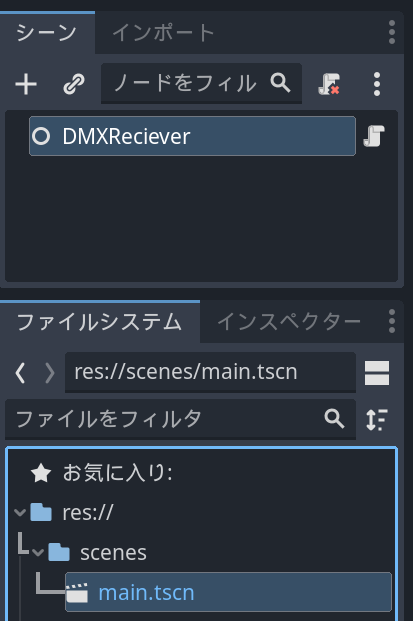 シーン インポート
ノードをフィル
DMXReciever
ファイルシステム インスペクター
res://scenes/main.tscn
ファイルをフィルタ
お気に入り:
res://
scenes
main.tscn